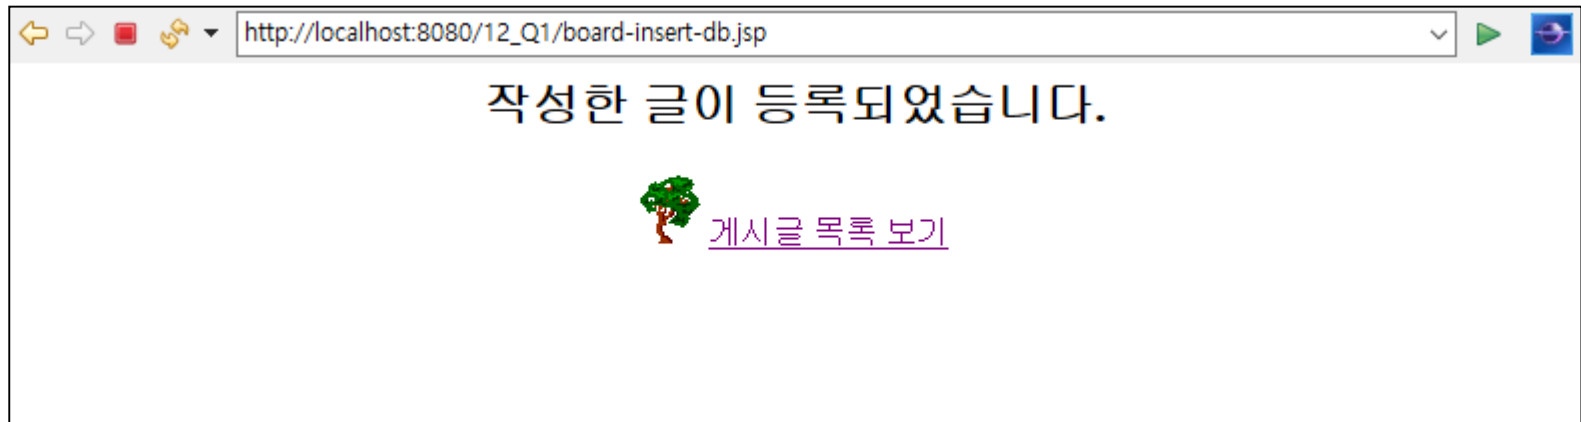 http://localhost:8080/12_Q1/board-insert-db.jsp
작성한 글이 등록되었습니다.
게시글 목록 보기